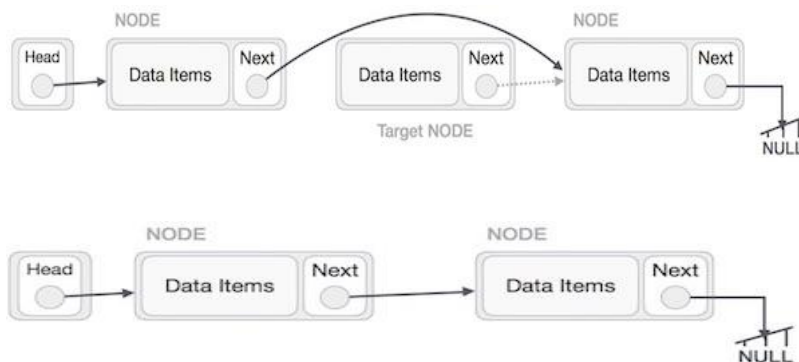 NODE NODE
Head Data Items Next Data Items Next Data Items Next
Target NODE
NULL
NODE NODE
Head Data Items Next Data Items Next
NULL